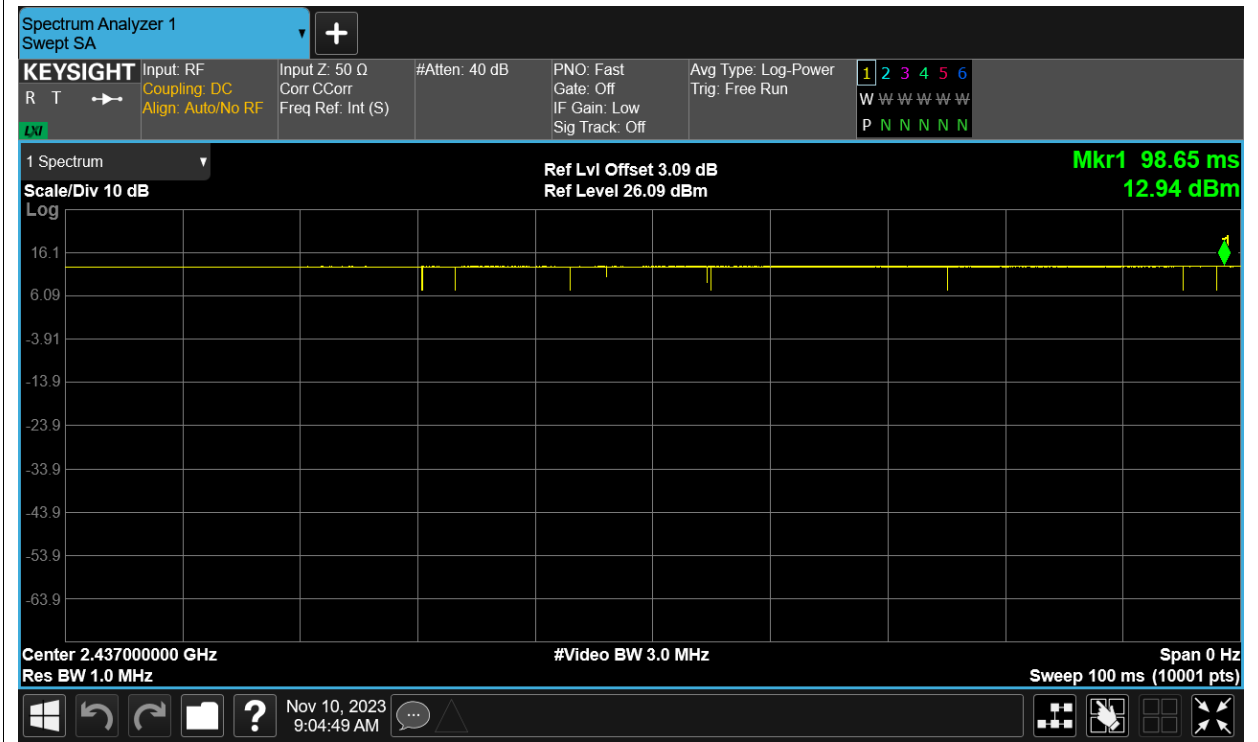 Spectrum Analyzer 1
Swept SA
+
KEYSIGHT
R T
LXI
Input: RF
Coupling: DC
Align: Auto/No RF
Input Z: 50 Ω
Corr CCorr
Freq Ref: Int (S)
#Atten: 40 dB
PNO: Fast
Gate: Off
IF Gain: Low
Sig Track: Off
Avg Type: Log-Power
Trig: Free Run
1 2 3 4 5 6
W W W W W W
P N N N N N
1 Spectrum
Scale/Div 10 dB
Log
Ref Lvl Offset 3.09 dB
Ref Level 26.09 dBm
Mkr1 98.65 ms
12.94 dBm
1
16.1
6.09
-3.91
-13.9
-23.9
-33.9
-43.9
-53.9
-63.9
Center 2.437000000 GHz
Res BW 1.0 MHz
#Video BW 3.0 MHz
Span 0 Hz
Sweep 100 ms (10001 pts)
?
Nov 10, 2023
9:04:49 AM